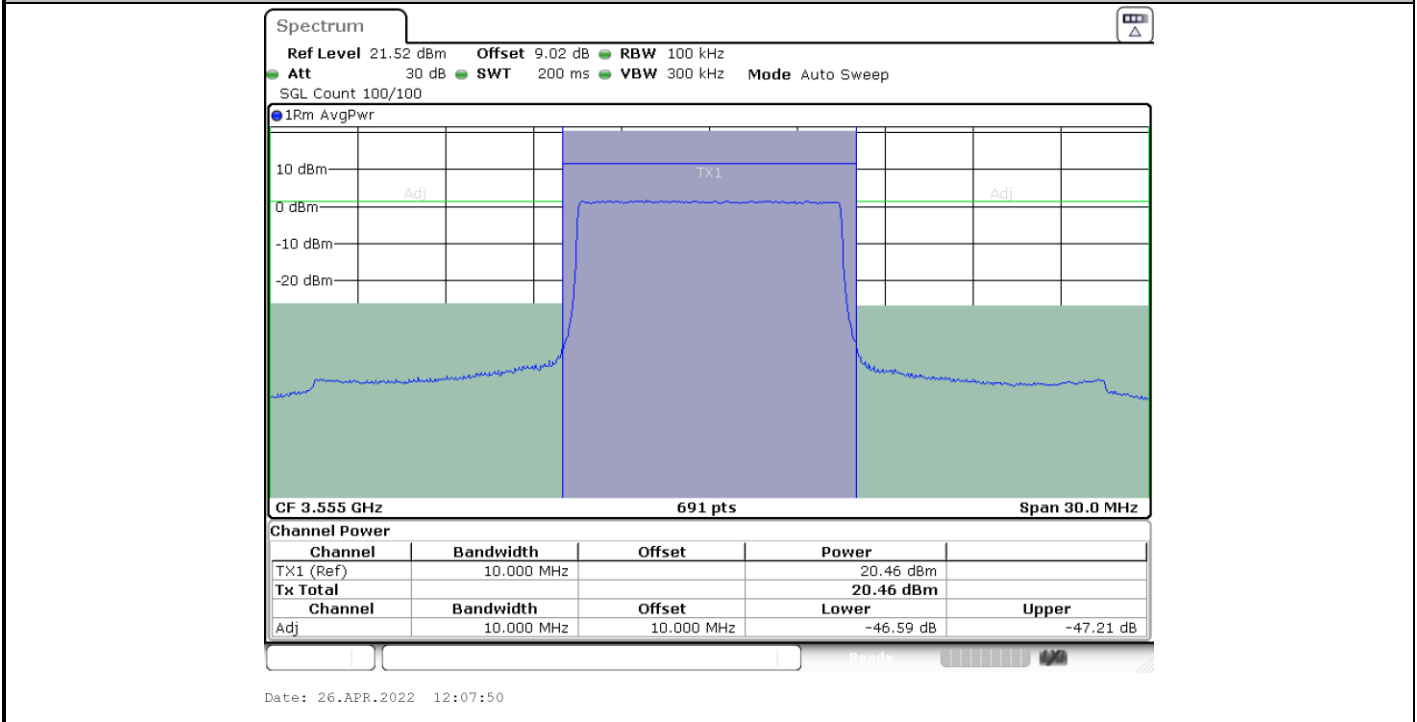 Spectrum
Ref Level 21.52 dBm Offset 9.02 dB RBW 100 kHz
Att 30 dB SWT 200 ms VBW 300 kHz Mode Auto Sweep
SGL Count 100/100
1Rm AvgPwr
10 dBm
TX1
Adj Adj
0 dBm
-10 dBm
-20 dBm
CF 3.555 GHz 691 pts Span 30.0 MHz
Channel Power
Channel Bandwidth Offset Power
TX1 (Ref) 10.000 MHz 20.46 dBm
Tx Total 20.46 dBm
Channel Bandwidth Offset Lower Upper
Adj 10.000 MHz 10.000 MHz -46.59 dB -47.21 dB
Ready
Date: 26.APR.2022 12:07:50